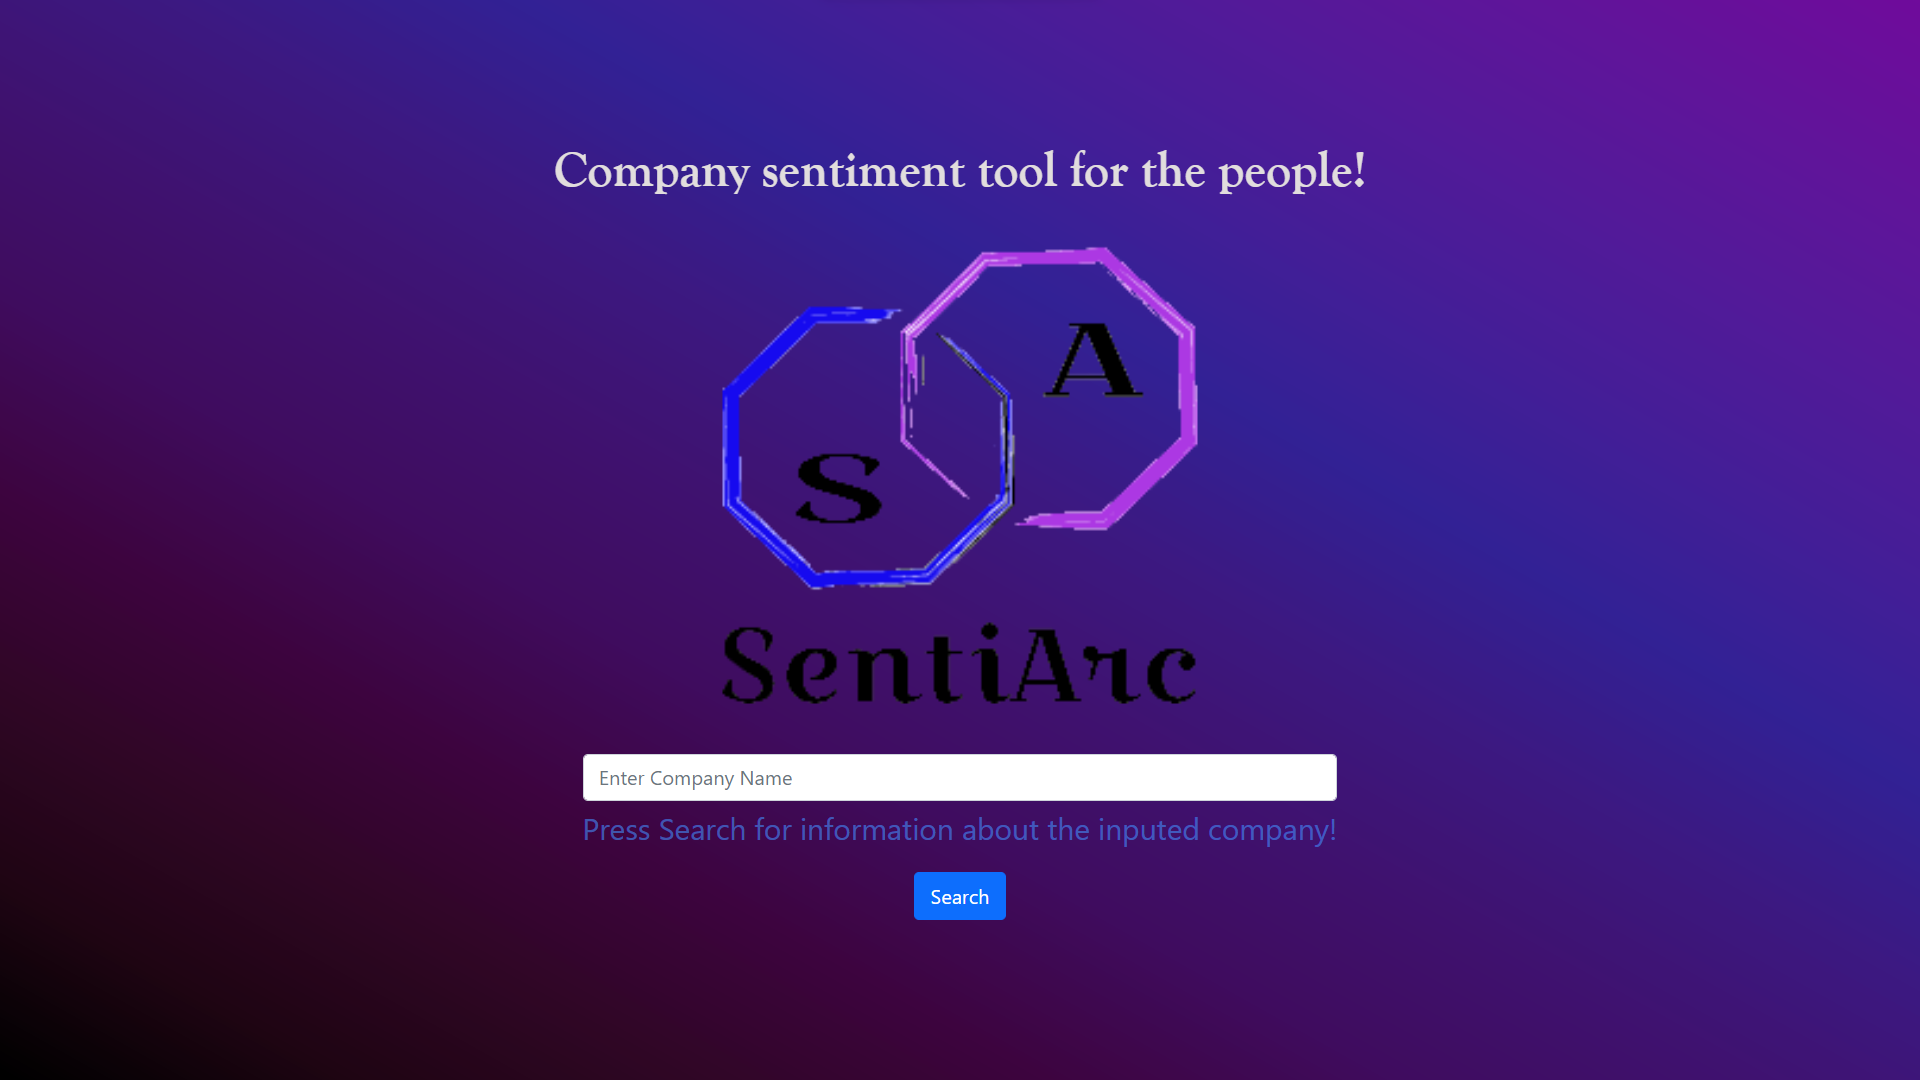 Company sentiment tool for the people!
A
S
SentiArc
Enter Company Name
Press Search for information about the inputed company!
Search